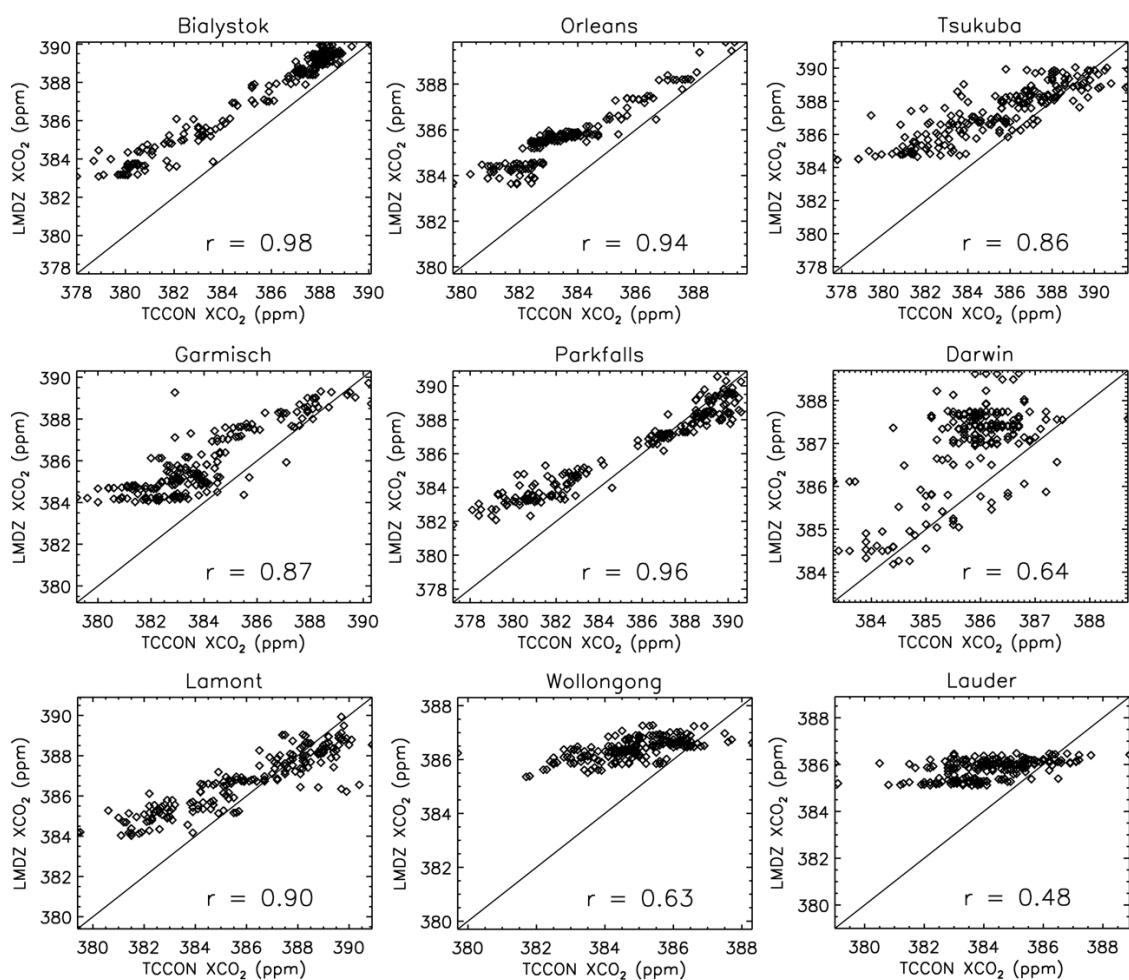 Bialystok
Orleans
Tsukuba
LMDZ XCO₂ (ppm)
390
388
386
384
382
380
378
r = 0.98
378 380 382 384 386 388 390
TCCON XCO₂ (ppm)
LMDZ XCO₂ (ppm)
388
386
384
382
380
r = 0.94
380 382 384 386 388
TCCON XCO₂ (ppm)
LMDZ XCO₂ (ppm)
390
388
386
384
382
380
378
r = 0.86
378 380 382 384 386 388 390
TCCON XCO₂ (ppm)
Garmisch
Parkfalls
Darwin
LMDZ XCO₂ (ppm)
390
388
386
384
382
380
r = 0.87
380 382 384 386 388 390
TCCON XCO₂ (ppm)
LMDZ XCO₂ (ppm)
390
388
386
384
382
380
378
r = 0.96
378 380 382 384 386 388 390
TCCON XCO₂ (ppm)
LMDZ XCO₂ (ppm)
388
387
386
385
384
r = 0.64
384 385 386 387 388
TCCON XCO₂ (ppm)
Lamont
Wollongong
Lauder
LMDZ XCO₂ (ppm)
390
388
386
384
382
380
r = 0.90
380 382 384 386 388 390
TCCON XCO₂ (ppm)
LMDZ XCO₂ (ppm)
388
386
384
382
380
r = 0.63
380 382 384 386 388
TCCON XCO₂ (ppm)
LMDZ XCO₂ (ppm)
388
386
384
382
380
r = 0.48
380 382 384 386 388
TCCON XCO₂ (ppm)